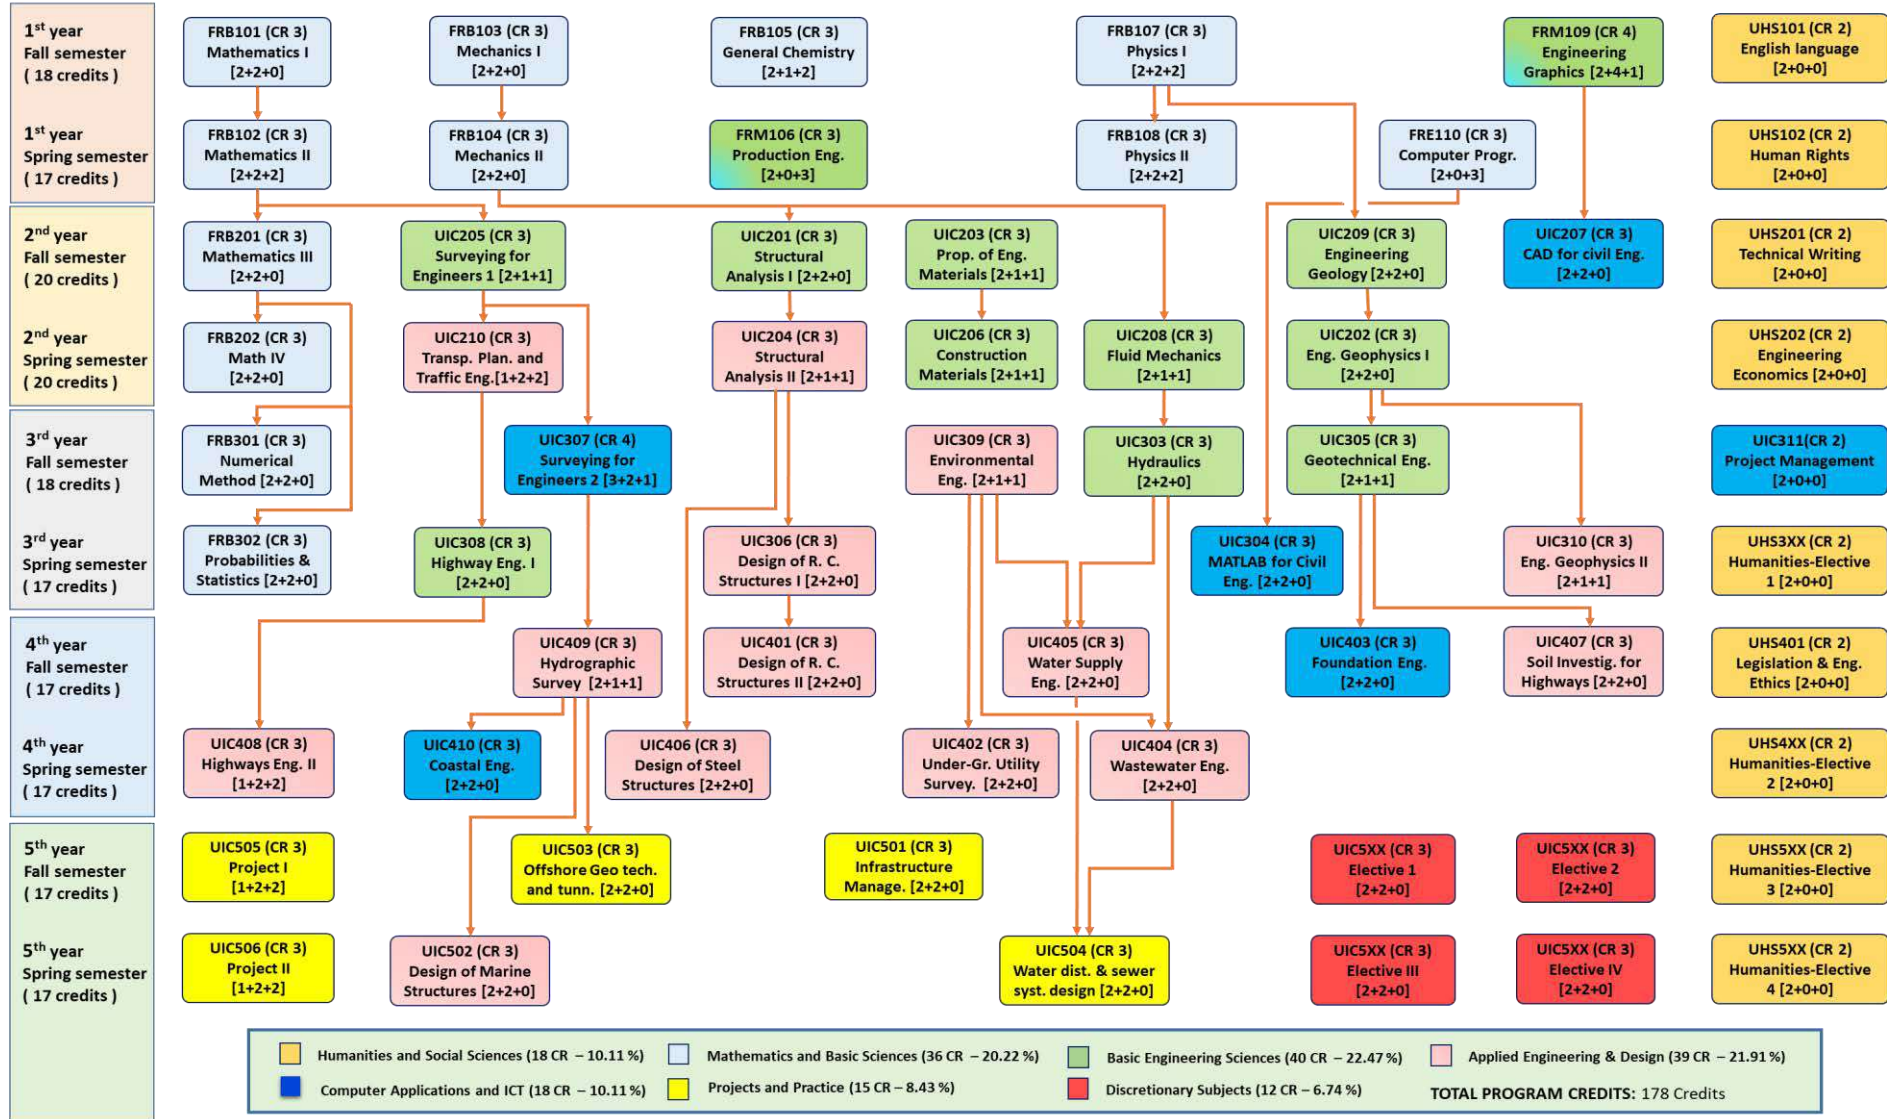 1st year
Fall semester
( 18 credits )
FRB101 (CR 3)
Mathematics I
[2+2+0]
FRB103 (CR 3)
Mechanics I
[2+2+0]
FRB105 (CR 3)
General Chemistry
[2+1+2]
FRB107 (CR 3)
Physics I
[2+2+2]
FRM109 (CR 4)
Engineering
Graphics [2+4+1]
UHS101 (CR 2)
English language
[2+0+0]
1st year
Spring semester
(17 credits )
FRB102 (CR 3)
Mathematics II
[2+2+2]
FRB104 (CR 3)
Mechanics II
[2+2+0]
FRM106 (CR 3)
Production Eng.
[2+0+3]
FRB108 (CR 3)
Physics II
[2+2+2]
FRE110 (CR 3)
Computer Progr.
[2+0+3]
UHS102 (CR 2)
Human Rights
[2+0+0]
2nd year
Fall semester
( 20 credits )
FRB201 (CR 3)
Mathematics III
[2+2+0]
UIC205 (CR 3)
Surveying for
Engineers 1 [2+1+1]
UIC201 (CR 3)
Structural
Analysis I [2+2+0]
UIC203 (CR 3)
Prop. of Eng.
Materials [2+1+1]
UIC209 (CR 3)
Engineering
Geology [2+2+0]
UIC207 (CR 3)
CAD for civil Eng.
[2+2+0]
UHS201 (CR 2)
Technical Writing
[2+0+0]
2nd year
Spring semester
( 20 credits )
FRB202 (CR 3)
Math IV
[2+2+0]
UIC210 (CR 3)
Transp. Plan. and
Traffic Eng.[1+2+2]
UIC204 (CR 3)
Structural
Analysis II [2+1+1]
UIC206 (CR 3)
Construction
Materials [2+1+1]
UIC208 (CR 3)
Fluid Mechanics
[2+1+1]
UIC202 (CR 3)
Eng. Geophysics I
[2+2+0]
UHS202 (CR 2)
Engineering
Economics [2+0+0]
3rd year
Fall semester
( 18 credits )
FRB301 (CR 3)
Numerical
Method [2+2+0]
UIC307 (CR 4)
Surveying for
Engineers 2 [3+2+1]
UIC309 (CR 3)
Environmental
Eng. [2+1+1]
UIC303 (CR 3)
Hydraulics
[2+2+0]
UIC305 (CR 3)
Geotechnical Eng.
[2+1+1]
UIC311(CR 2)
Project Management
[2+0+0]
3rd year
Spring semester
(17 credits )
FRB302 (CR 3)
Probabilities &
Statistics [2+2+0]
UIC308 (CR 3)
Highway Eng. I
[2+2+0]
UIC306 (CR 3)
Design of R. C.
Structures I [2+2+0]
UIC304 (CR 3)
MATLAB for Civil
Eng. [2+2+0]
UIC310 (CR 3)
Eng. Geophysics II
[2+1+1]
UHS3XX (CR 2)
Humanities-Elective
1 [2+0+0]
4th year
Fall semester
(17 credits )
UIC409 (CR 3)
Hydrographic
Survey [2+1+1]
UIC401 (CR 3)
Design of R. C.
Structures II [2+2+0]
UIC405 (CR 3)
Water Supply
Eng. [2+2+0]
UIC403 (CR 3)
Foundation Eng.
[2+2+0]
UIC407 (CR 3)
Soil Investig. for
Highways [2+2+0]
UHS401 (CR 2)
Legislation & Eng.
Ethics [2+0+0]
4th year
Spring semester
(17 credits )
UIC408 (CR 3)
Highways Eng. II
[1+2+2]
UIC410 (CR 3)
Coastal Eng.
[2+2+0]
UIC406 (CR 3)
Design of Steel
Structures [2+2+0]
UIC402 (CR 3)
Under-Gr. Utility
Survey. [2+2+0]
UIC404 (CR 3)
Wastewater Eng.
[2+2+0]
UHS4XX (CR 2)
Humanities-Elective
2 [2+0+0]
5th year
Fall semester
( 17 credits )
UIC505 (CR 3)
Project I
[1+2+2]
UIC503 (CR 3)
Offshore Geo tech.
and tunn. [2+2+0]
UIC501 (CR 3)
Infrastructure
Manage. [2+2+0]
UIC5XX (CR 3)
Elective 1
[2+2+0]
UIC5XX (CR 3)
Elective 2
[2+2+0]
UHS5XX (CR 2)
Humanities-Elective
3 [2+0+0]
5th year
Spring semester
( 17 credits )
UIC506 (CR 3)
Project II
[1+2+2]
UIC502 (CR 3)
Design of Marine
Structures [2+2+0]
UIC504 (CR 3)
Water dist. & sewer
syst. design [2+2+0]
UIC5XX (CR 3)
Elective III
[2+2+0]
UIC5XX (CR 3)
Elective IV
[2+2+0]
UHS5XX (CR 2)
Humanities-Elective
4 [2+0+0]
Humanities and Social Sciences (18 CR – 10.11 %)
Mathematics and Basic Sciences (36 CR – 20.22 %)
Basic Engineering Sciences (40 CR – 22.47 %)
Applied Engineering & Design (39 CR – 21.91 %)
Computer Applications and ICT (18 CR – 10.11 %)
Projects and Practice (15 CR – 8.43 %)
Discretionary Subjects (12 CR – 6.74 %)
TOTAL PROGRAM CREDITS: 178 Credits